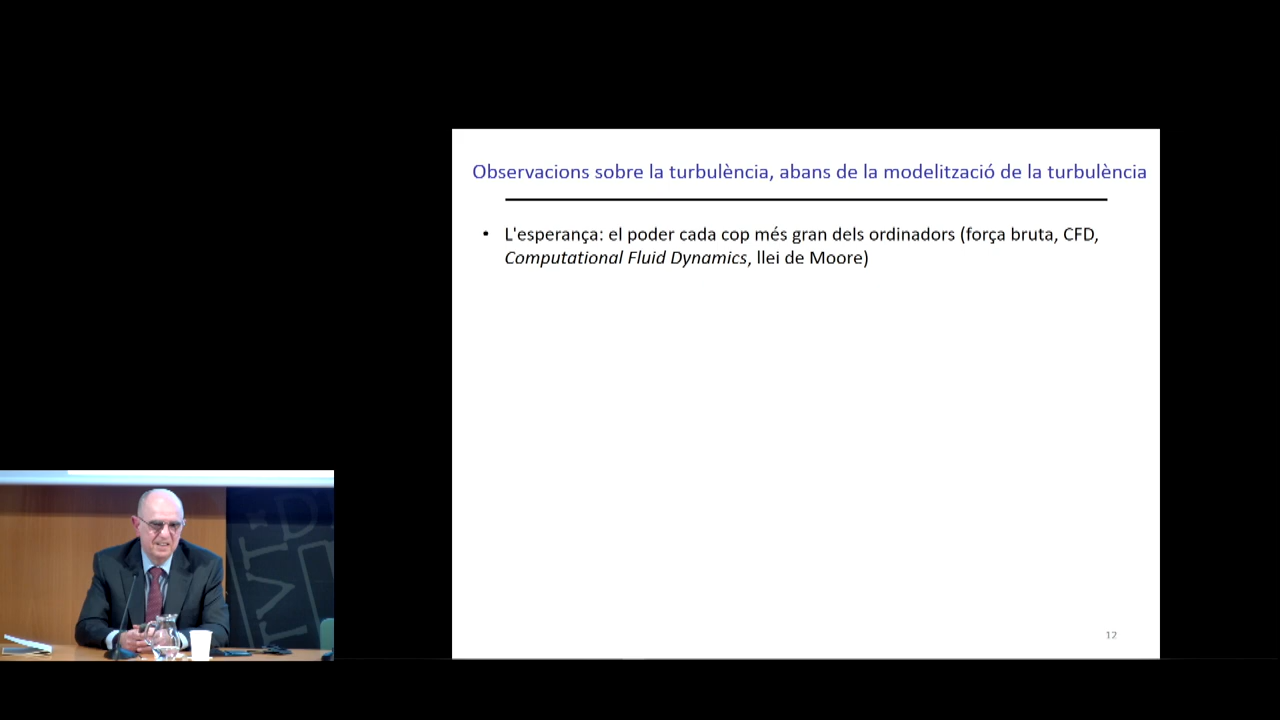 Observacions sobre la turbulència, abans de la modelització de la turbulència
• L'esperança: el poder cada cop més gran dels ordinadors (força bruta, CFD,
Computational Fluid Dynamics, llei de Moore)
12